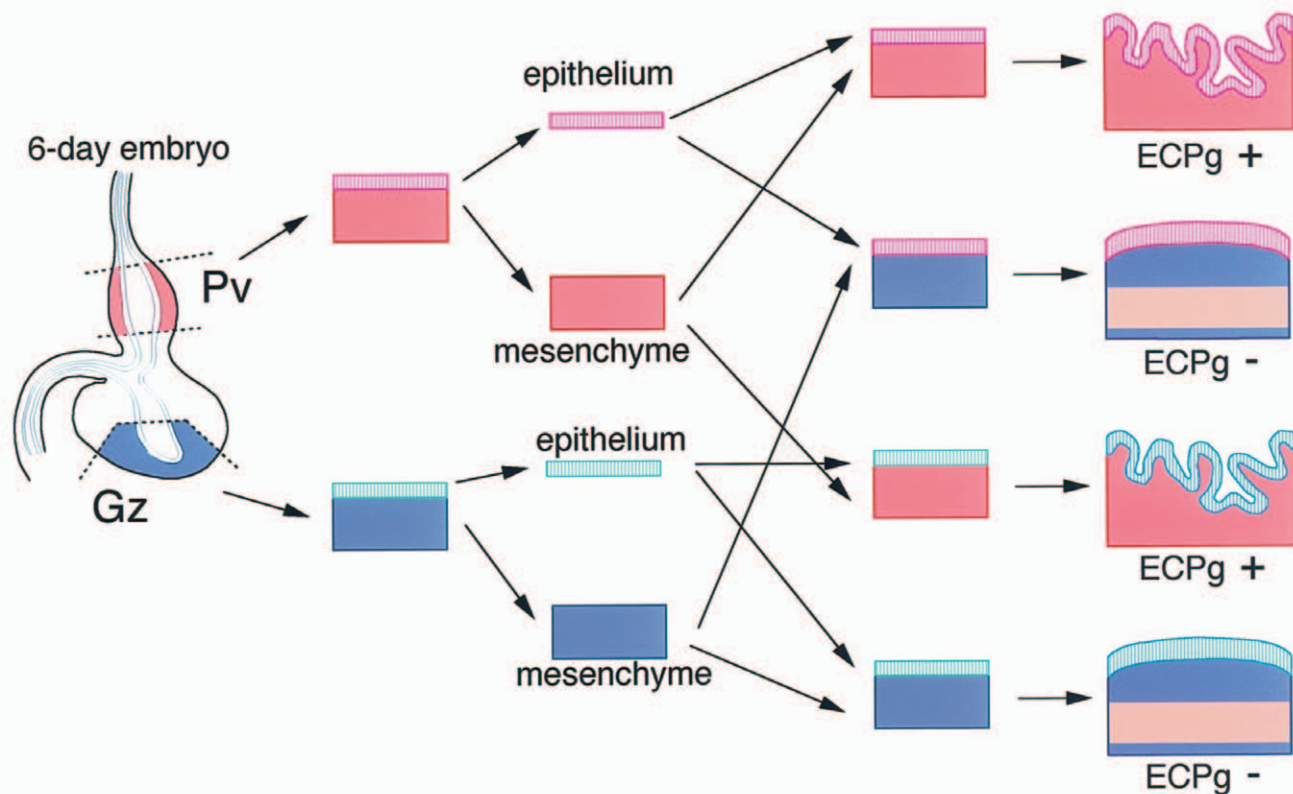 6-day embryo
Pv
Gz
epithelium
mesenchyme
epithelium
mesenchyme
ECPg +
ECPg -
ECPg +
ECPg -